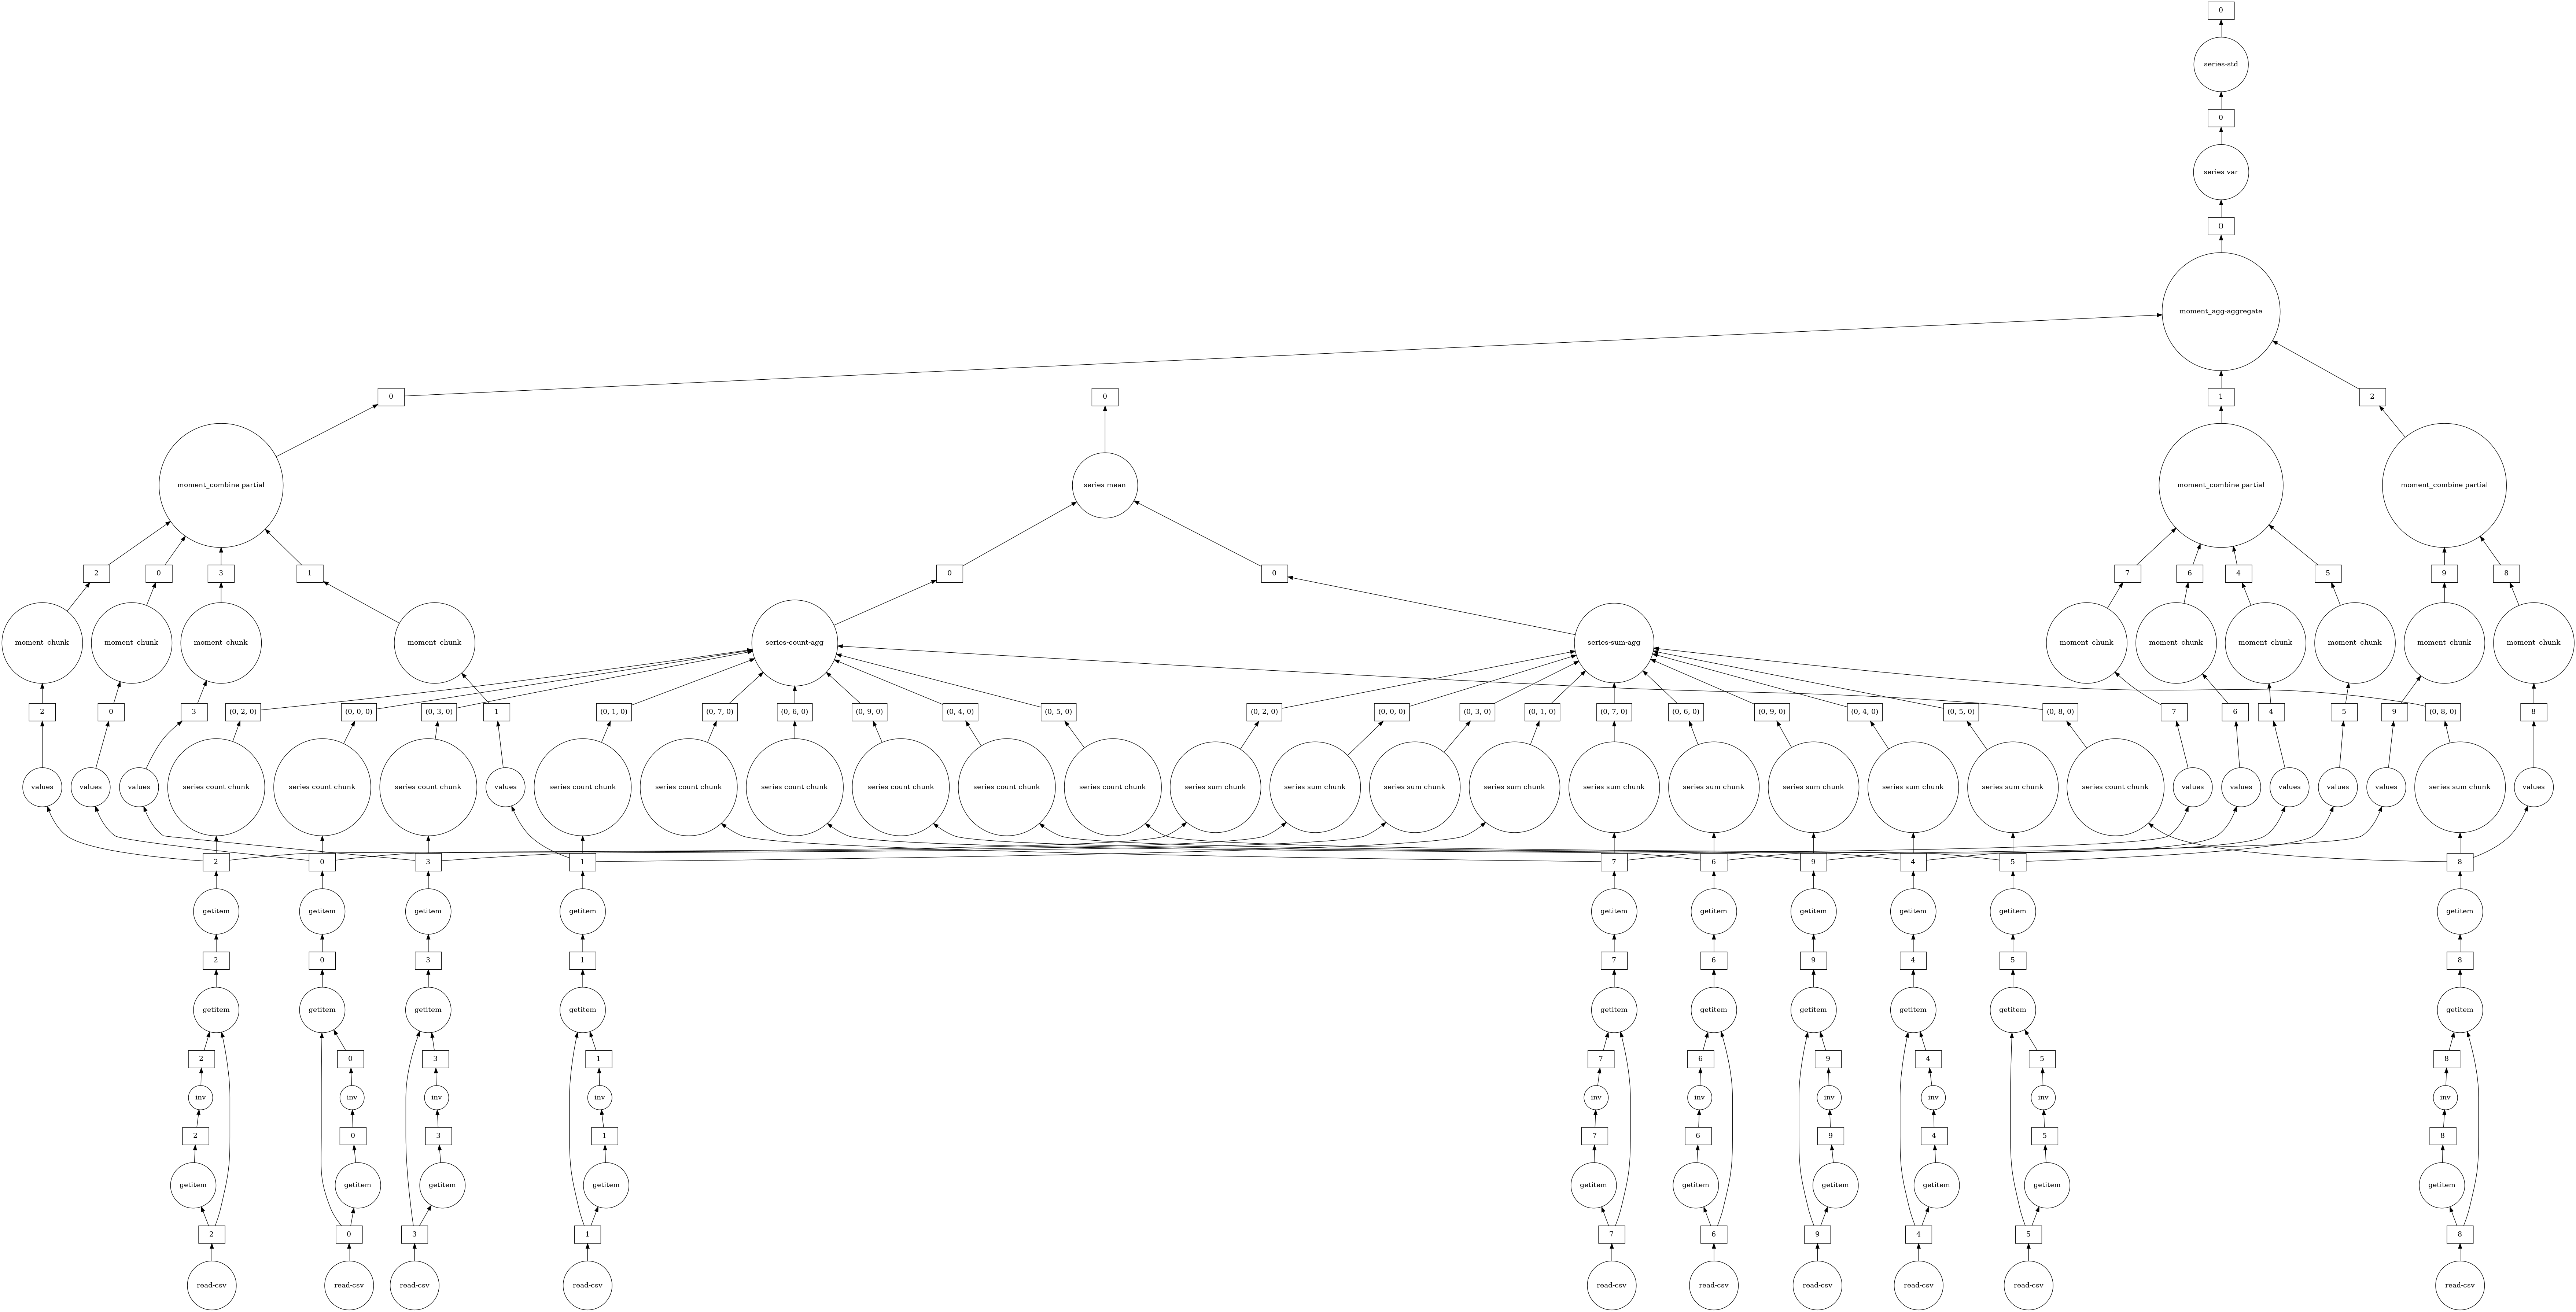 0
series-std
0
series-var
0
moment_agg-aggregate
0 0 1 2
moment_combine-partial series-mean moment_combine-partial moment_combine-partial
2 0 3 1 0 0 7 6 4 5 9 8
moment_chunk moment_chunk moment_chunk moment_chunk series-count-agg series-sum-agg moment_chunk moment_chunk moment_chunk moment_chunk moment_chunk moment_chunk
2 0 3 (0, 2, 0) (0, 0, 0) (0, 3, 0) 1 (0, 1, 0) (0, 7, 0) (0, 6, 0) (0, 9, 0) (0, 4, 0) (0, 5, 0) (0, 2, 0) (0, 0, 0) (0, 3, 0) (0, 1, 0) (0, 7, 0) (0, 6, 0) (0, 9, 0) (0, 4, 0) (0, 5, 0) (0, 8, 0) 7 6 4 5 9 (0, 8, 0) 8
values values values series-count-chunk series-count-chunk series-count-chunk values series-count-chunk series-count-chunk series-count-chunk series-count-chunk series-count-chunk series-count-chunk series-sum-chunk series-sum-chunk series-sum-chunk series-sum-chunk series-sum-chunk series-sum-chunk series-sum-chunk series-sum-chunk series-sum-chunk series-count-chunk values values values values values series-sum-chunk values
2 0 3 1 7 6 9 4 5 8
getitem getitem getitem getitem getitem getitem getitem getitem getitem getitem
2 0 3 1 7 6 9 4 5 8
getitem getitem getitem getitem getitem getitem getitem getitem getitem getitem
2 0 3 1 7 6 9 4 5 8
inv inv inv inv inv inv inv inv inv inv
2 0 3 1 7 6 9 4 5 8
getitem getitem getitem getitem getitem getitem getitem getitem getitem getitem
2 0 3 1 7 6 9 4 5 8
read-csv read-csv read-csv read-csv read-csv read-csv read-csv read-csv read-csv read-csv